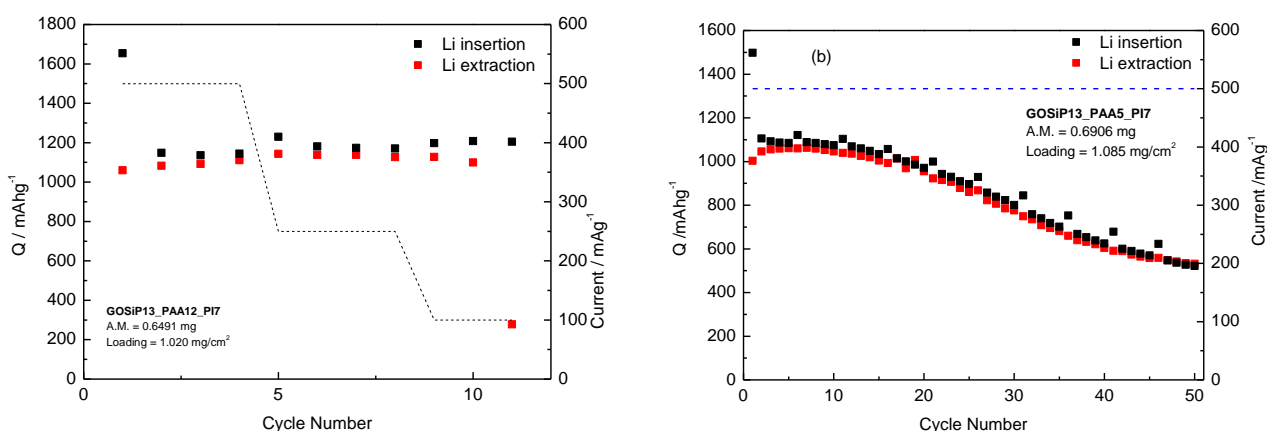 1800
1600
1400
1200
1000
800
600
400
200
0
Q / mAhg-1
600
500
400
300
200
100
0
Current / mAg-1
Li insertion
Li extraction
GOSiP13_PAA12_PI7
A.M. = 0.6491 mg
Loading = 1.020 mg/cm2
0 5 10
Cycle Number
1600
1400
1200
1000
800
600
400
200
0
Q /mAhg-1
600
500
400
300
200
100
0
Current /mAg-1
(b)
Li insertion
Li extraction
GOSiP13_PAA5_PI7
A.M. = 0.6906 mg
Loading = 1.085 mg/cm2
0 10 20 30 40 50
Cycle Number